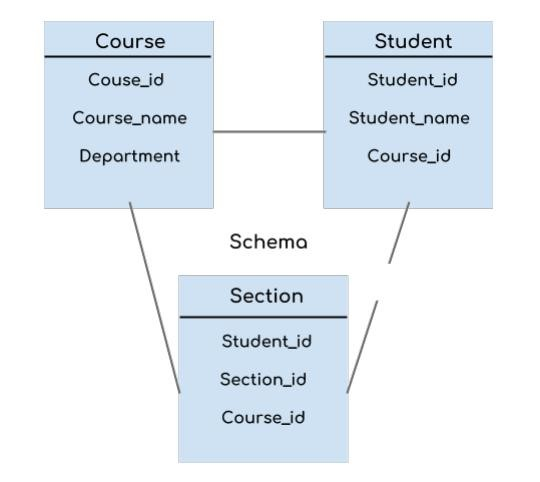 Course
Couse_id
Course_name
Department
Student
Student_id
Student_name
Course_id
Schema
Section
Student_id
Section_id
Course_id